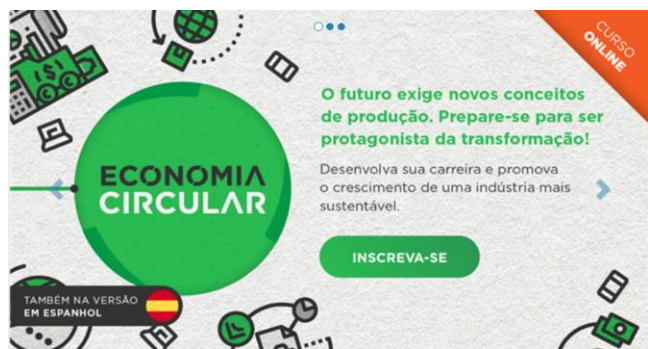 CURSO
ONLINE
O futuro exige novos conceitos
de produção. Prepare-se para ser
protagonista da transformação!
ECONOMIA
CIRCULAR
Desenvolva sua carreira e promova
o crescimento de uma indústria mais
sustentável.
INSCREVA-SE
TAMBÉM NA VERSÃO
EM ESPANHOL